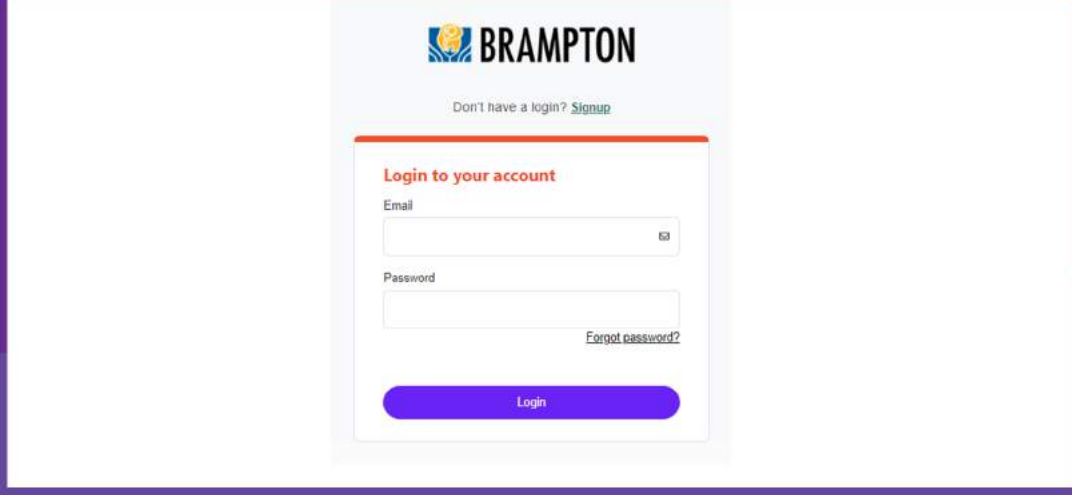 BRAMPTON
Don't have a login? Signup
Login to your account
Email
Password
Forgot password?
Login